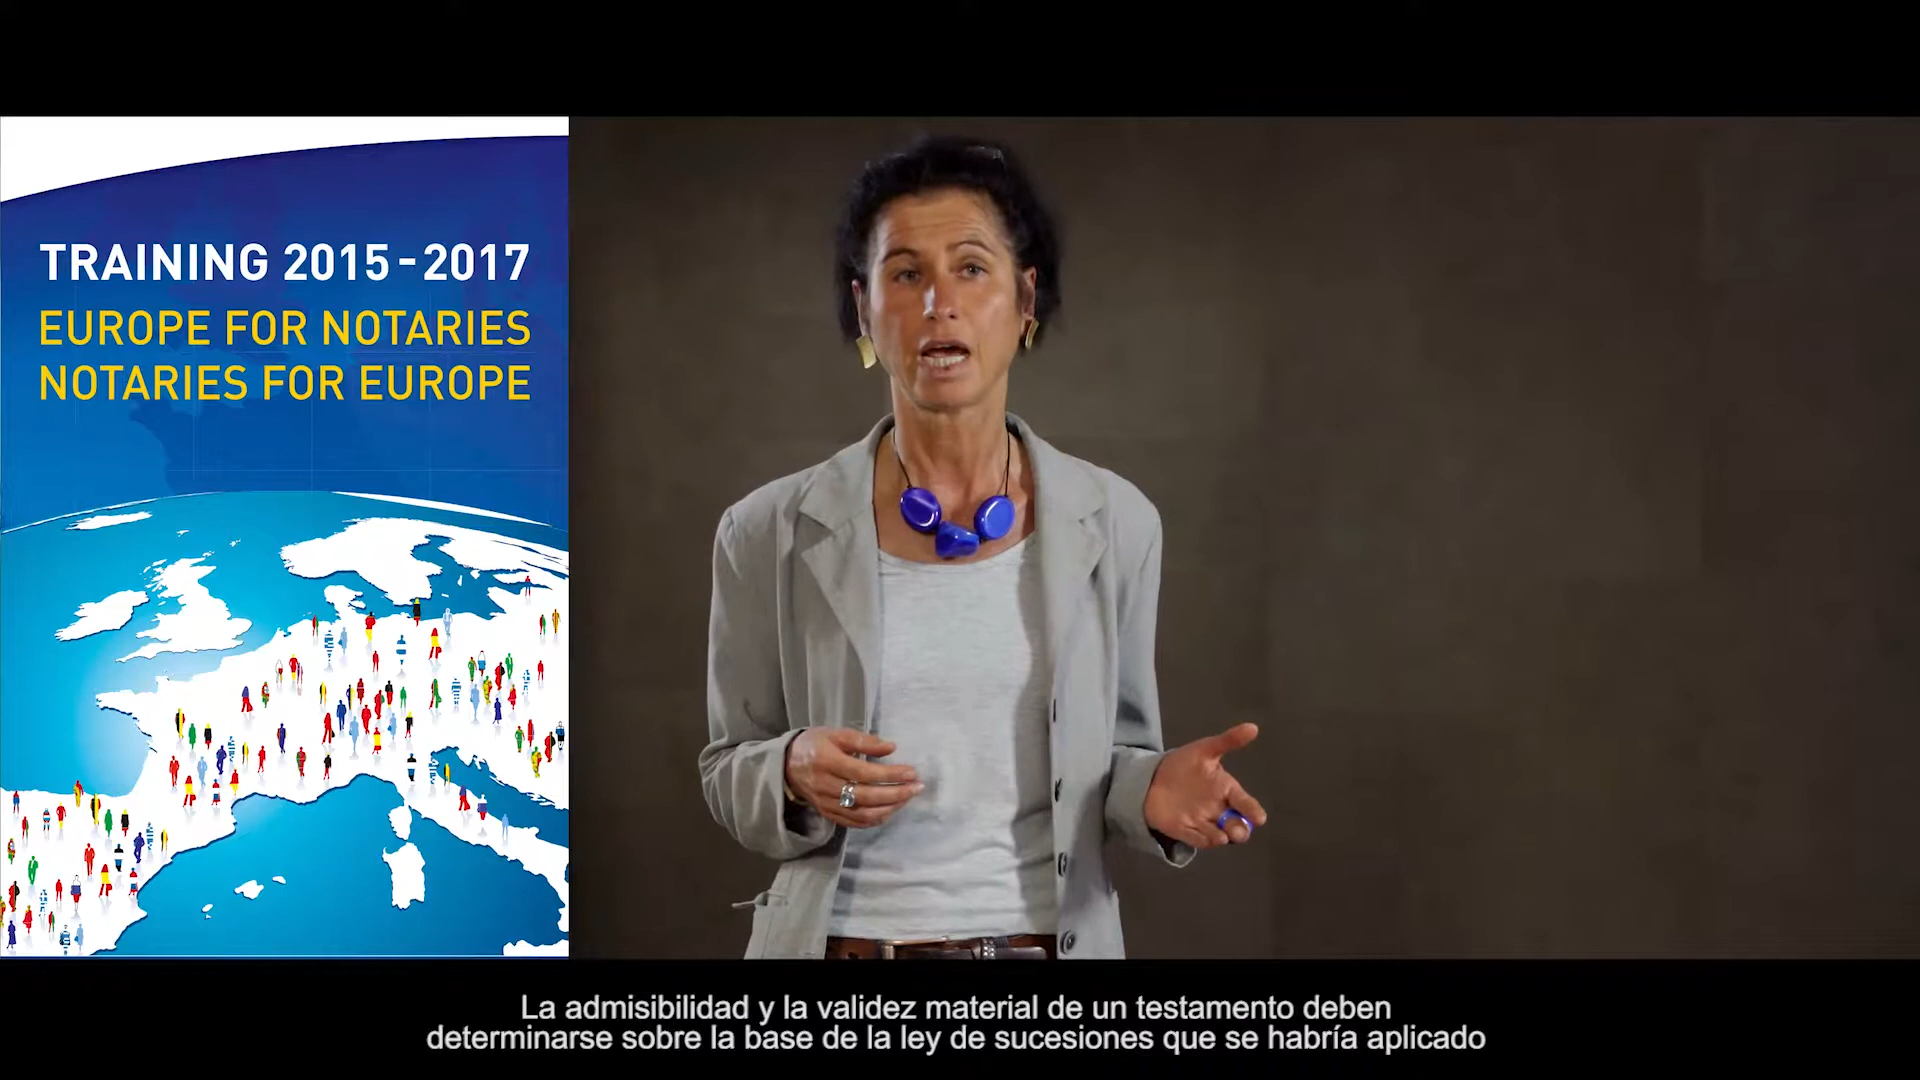 TRAINING 2015-2017
EUROPE FOR NOTARIES
NOTARIES FOR EUROPE
La admisibilidad y la validez material de un testamento deben
determinarse sobre la base de la ley de sucesiones que se habría aplicado